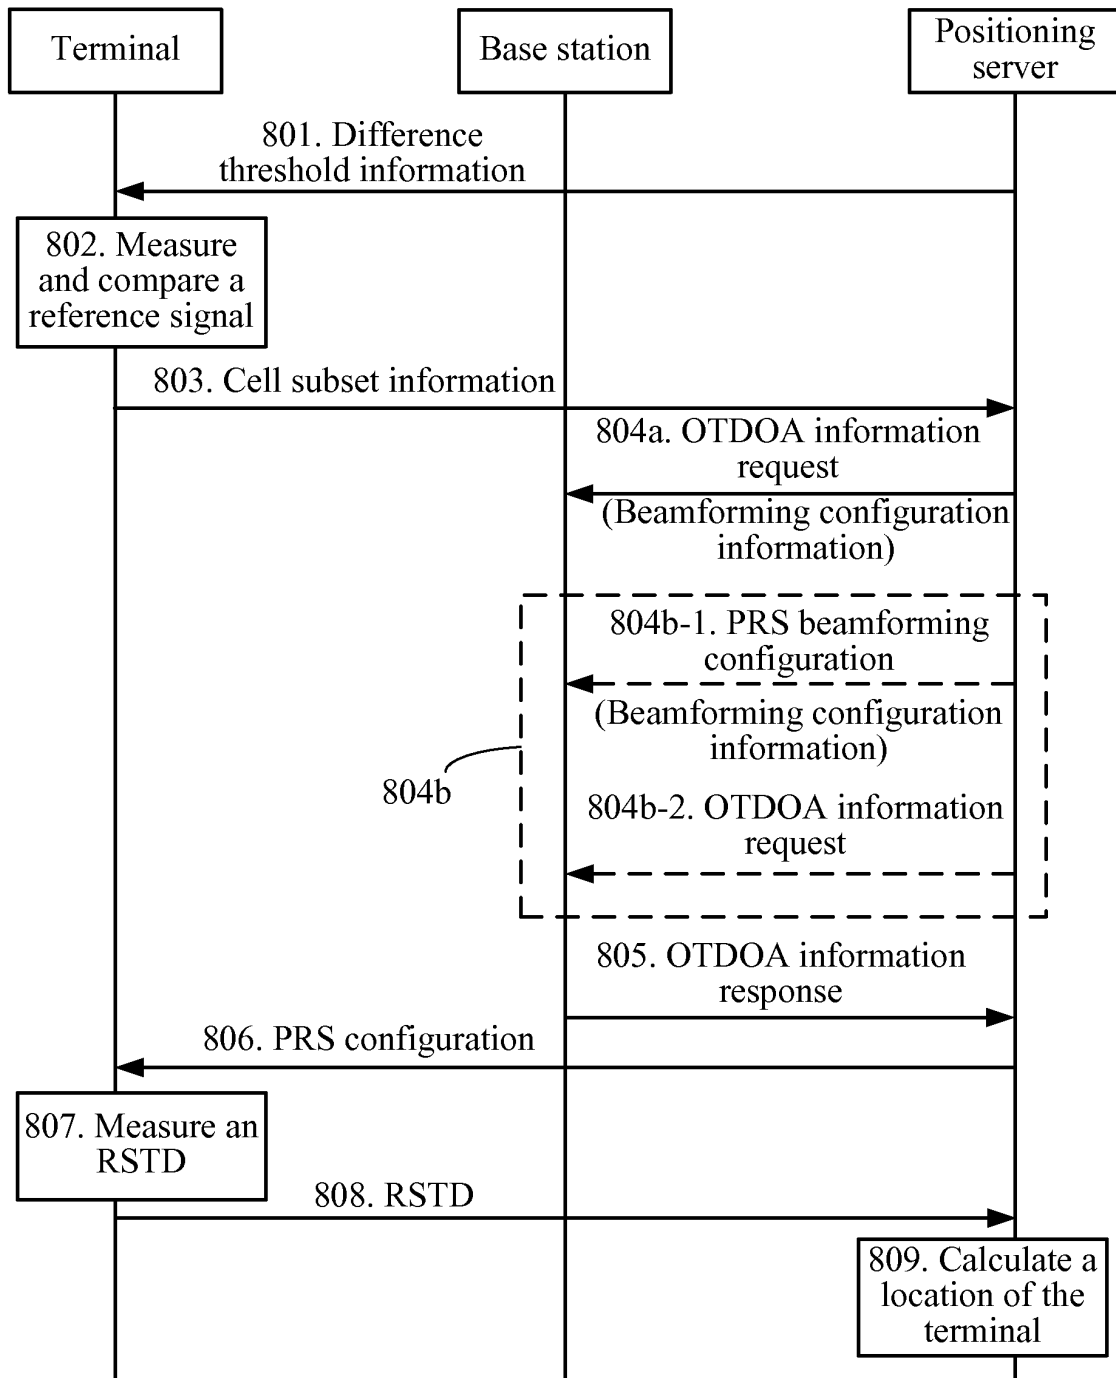 Terminal
Base station
Positioning
server
801. Difference
threshold information
802. Measure
and compare a
reference signal
803. Cell subset information
804a. OTDOA information
request
(Beamforming configuration
information)
804b-1. PRS beamforming
configuration
(Beamforming configuration
information)
804b
804b-2. OTDOA information
request
805. OTDOA information
response
806. PRS configuration
807. Measure an
RSTD
808. RSTD
809. Calculate a
location of the
terminal